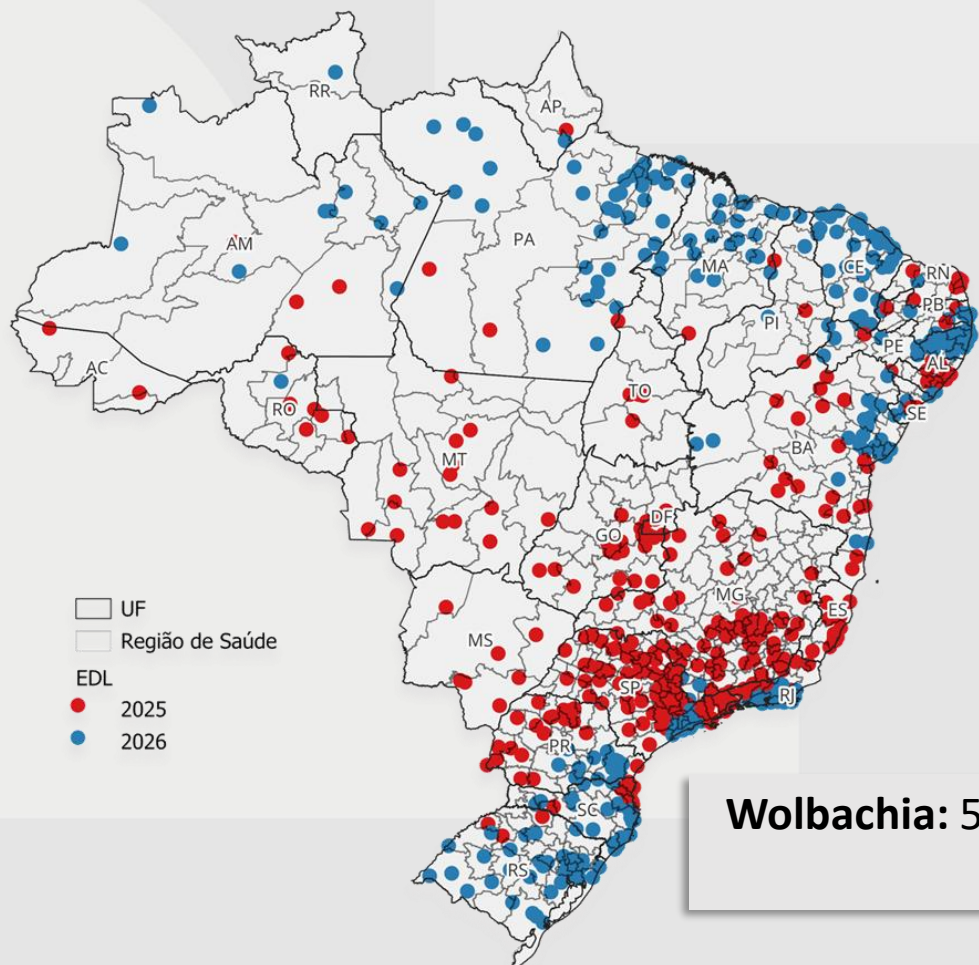 RR
AP
AM
PA
MA
CE
RN
PB
PI
PE
AL
SE
AC
RO
TO
BA
MT
DF
GO
MG
ES
MS
SP
RJ
PR
SC
RS
UF
Região de Saúde
EDL
2025
2026
Wolbachia: 5